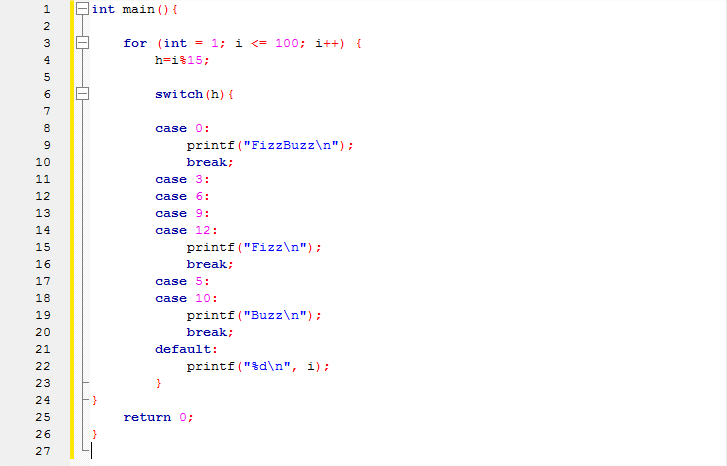 1 int main(){
2
3 for (int = 1; i <= 100; i++) {
4 h=i%15;
5
6 switch(h){
7
8 case 0:
9 printf("FizzBuzz\n");
10 break;
11 case 3:
12 case 6:
13 case 9:
14 case 12:
15 printf("Fizz\n");
16 break;
17 case 5:
18 case 10:
19 printf("Buzz\n");
20 break;
21 default:
22 printf("%d\n", i);
23 }
24 }
25 return 0;
26 }
27